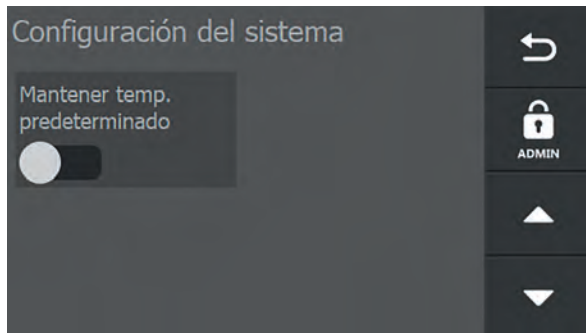 Configuración del sistema
Mantener temp.
predeterminado
ADMIN